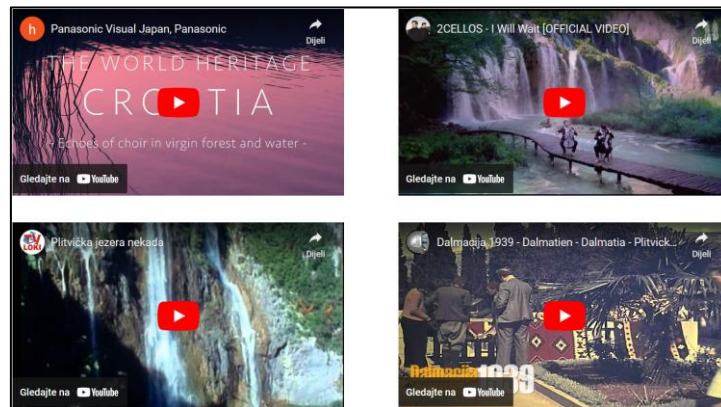 h Panasonic Visual Japan, Panasonic
Dijeli
THE WORLD HERITAGE
CROATIA
- Echoes of choir in virgin forest and water -
Gledajte na YouTube
2CELLOS - I Will Wait [OFFICIAL VIDEO]
Dijeli
Gledajte na YouTube
TV LOKI Plitvička jezera nekada
Dijeli
Gledajte na YouTube
Dalmacija 1939 - Dalmatien - Dalmatia - Plitvick...
Dijeli
Dalmacija 1939
Gledajte na YouTube